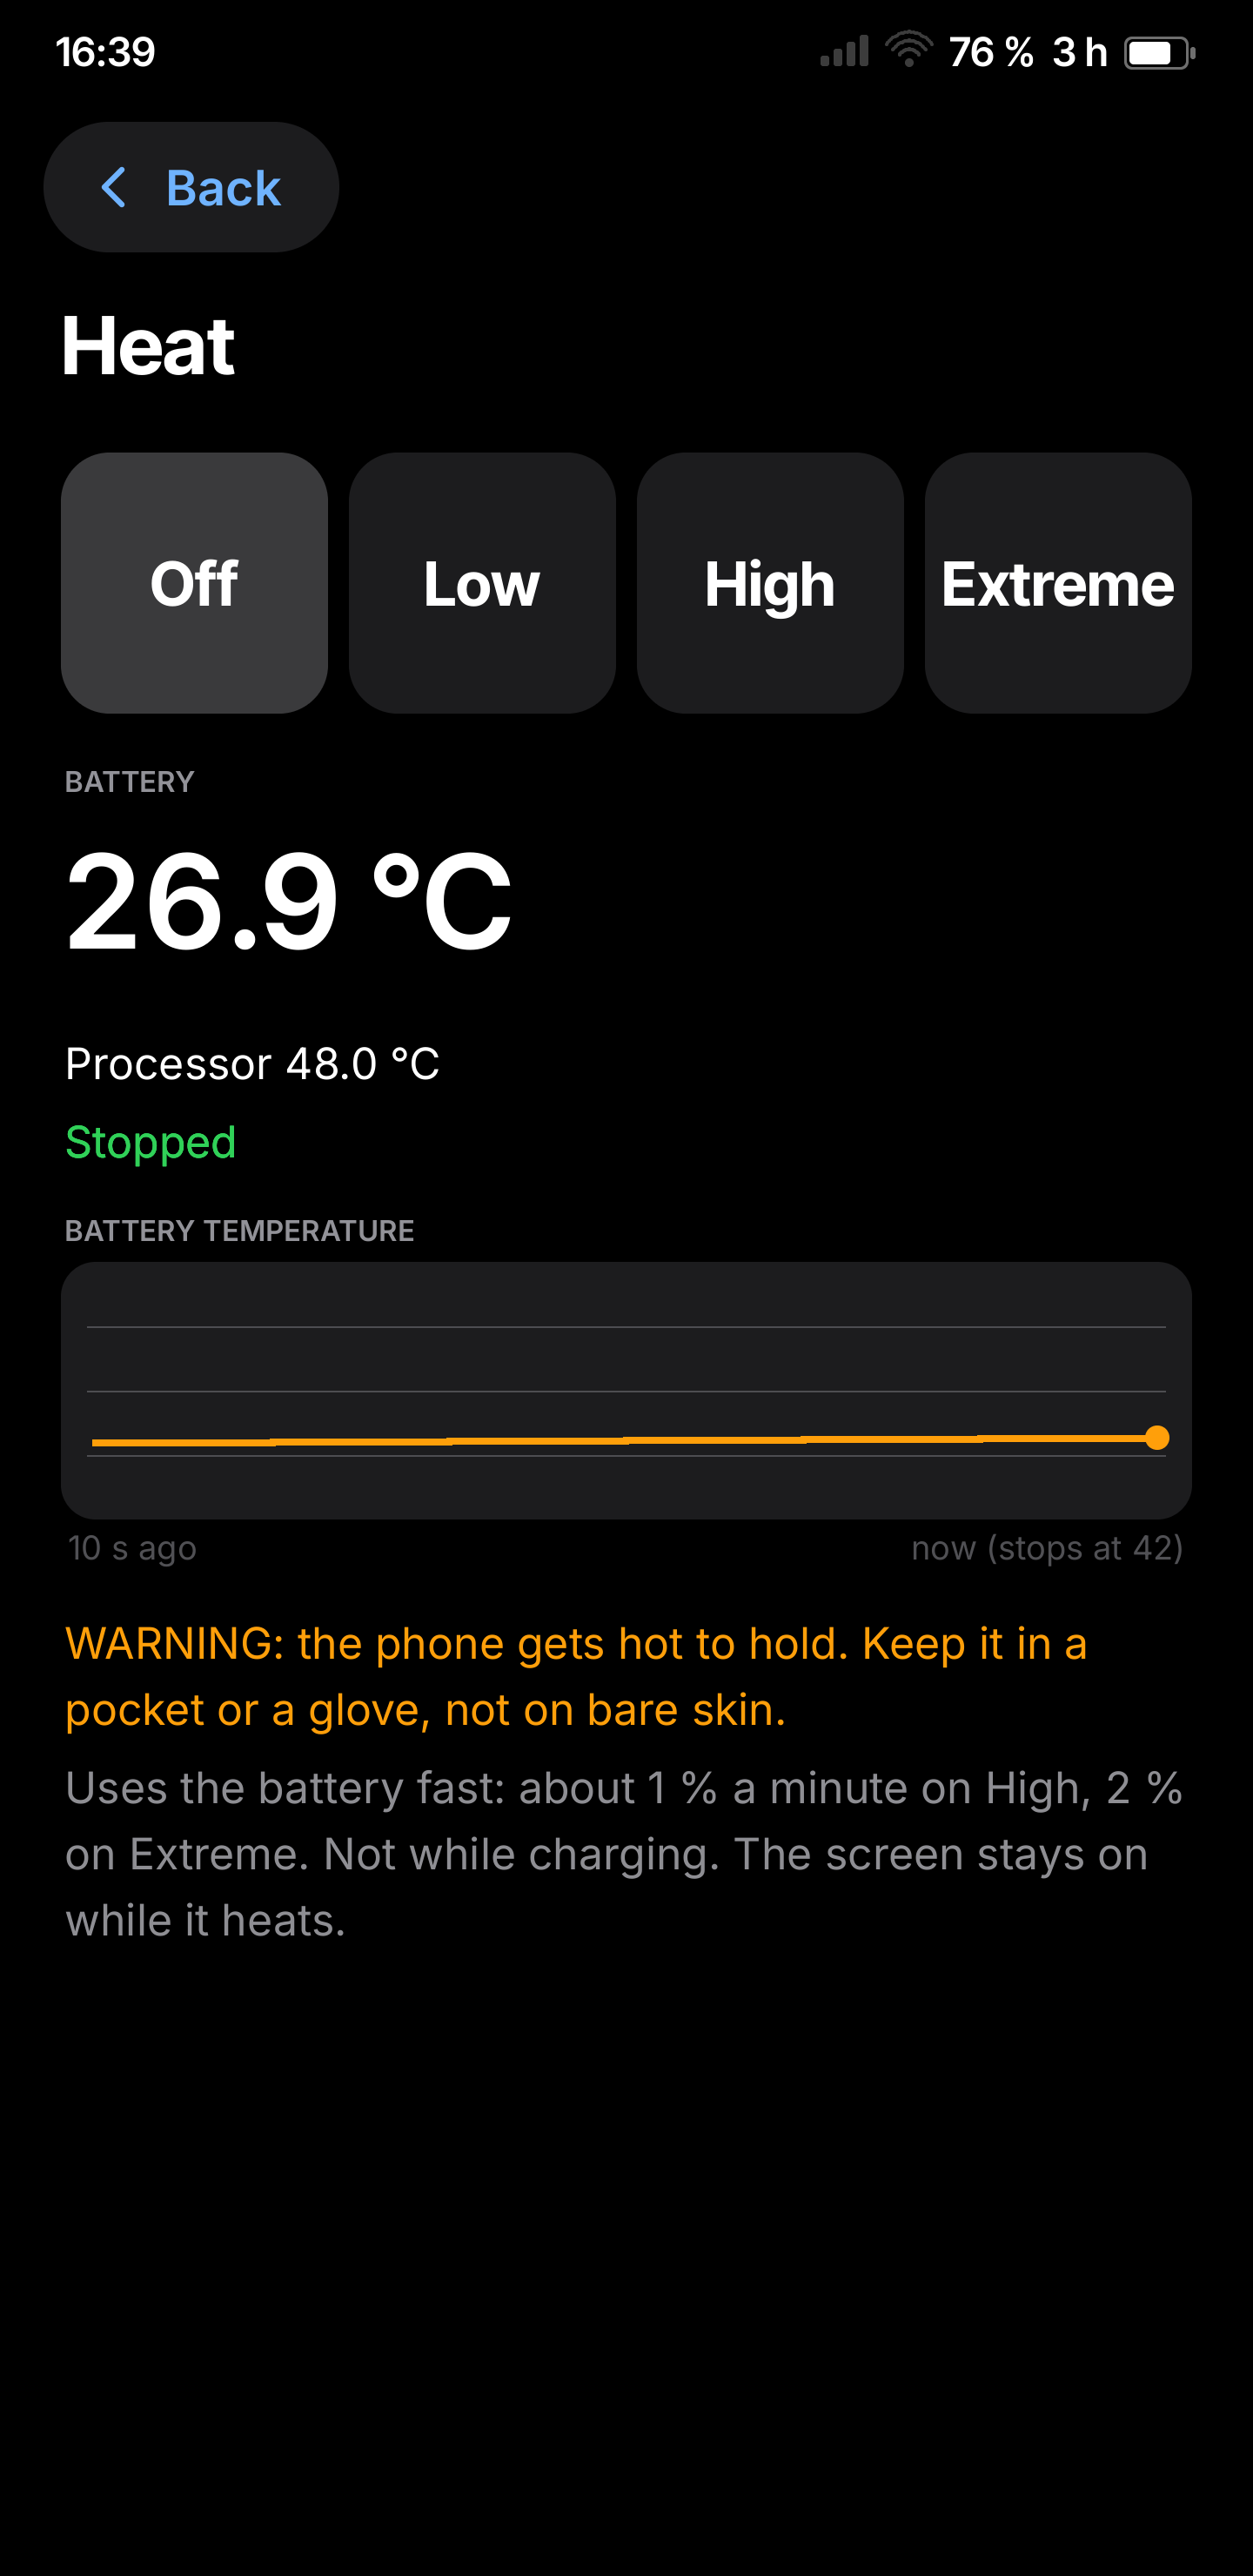 16:39
76 % 3 h
Back
Heat
Off
Low
High
Extreme
BATTERY
26.9 °C
Processor 48.0 °C
Stopped
BATTERY TEMPERATURE
10 s ago
now (stops at 42)
WARNING: the phone gets hot to hold. Keep it in a
pocket or a glove, not on bare skin.
Uses the battery fast: about 1 % a minute on High, 2 %
on Extreme. Not while charging. The screen stays on
while it heats.